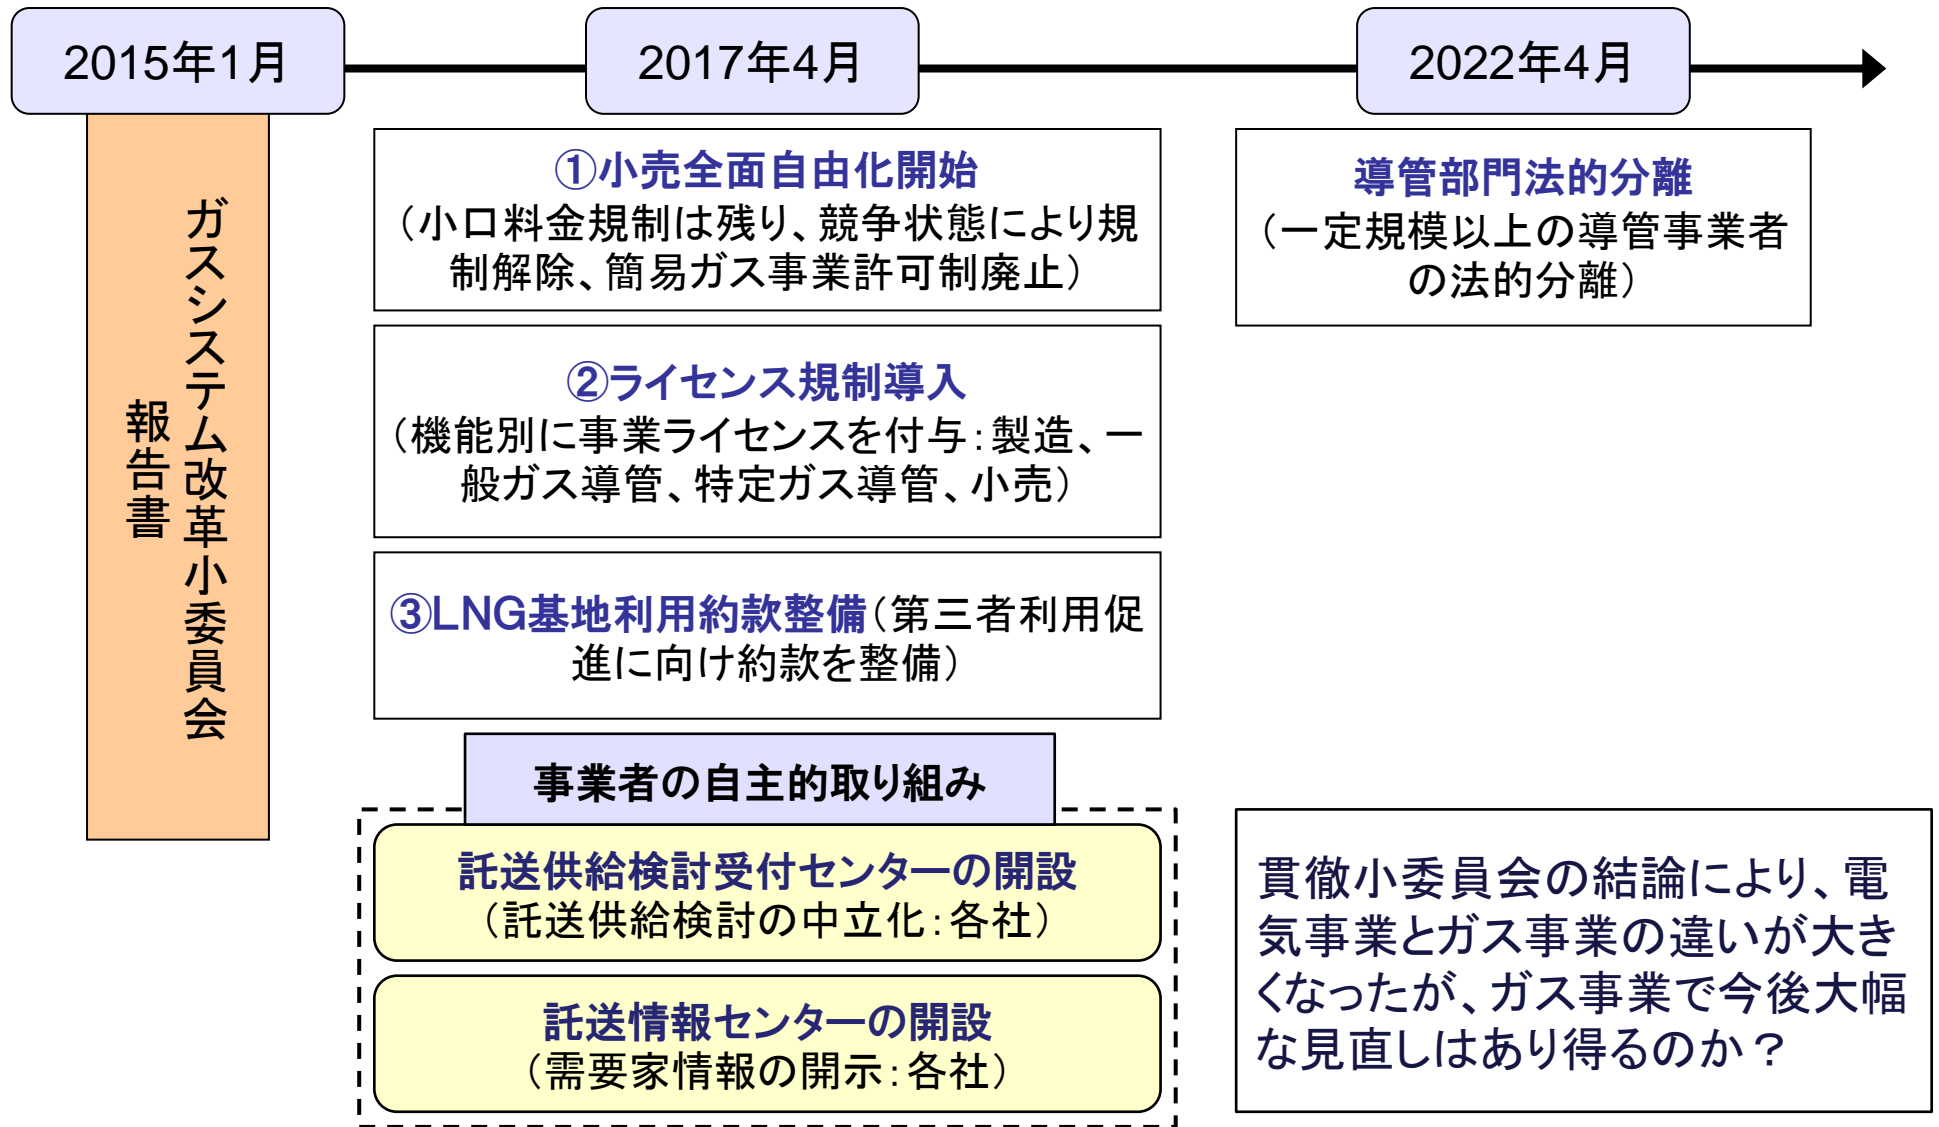 2015年1月
2017年4月
2022年4月
ガスシステム改革小委員会
報告書
①小売全面自由化開始
（小口料金規制は残り、競争状態により規
制解除、簡易ガス事業許可制廃止）
②ライセンス規制導入
（機能別に事業ライセンスを付与：製造、一
般ガス導管、特定ガス導管、小売）
③LNG基地利用約款整備（第三者利用促
進に向け約款を整備）
事業者の自主的取り組み
託送供給検討受付センターの開設
（託送供給検討の中立化：各社）
託送情報センターの開設
（需要家情報の開示：各社）
導管部門法的分離
（一定規模以上の導管事業者
の法的分離）
貫徹小委員会の結論により、電
気事業とガス事業の違いが大き
くなったが、ガス事業で今後大幅
な見直しはあり得るのか？